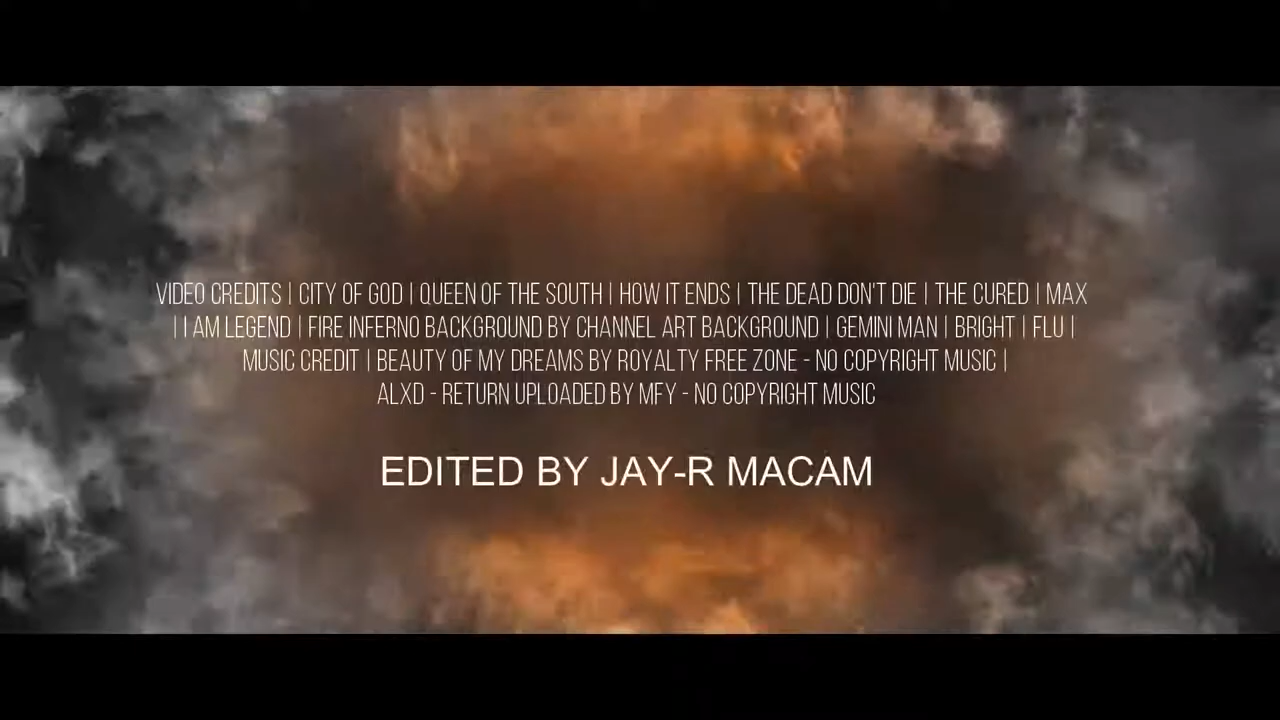 VIDEO CREDITS | CITY OF GOD | QUEEN OF THE SOUTH | HOW IT ENDS | THE DEAD DON'T DIE | THE CURED | MAX
| I AM LEGEND | FIRE INFERNO BACKGROUND BY CHANNEL ART BACKGROUND | GEMINI MAN | BRIGHT | FLU |
MUSIC CREDIT | BEAUTY OF MY DREAMS BY ROYALTY FREE ZONE - NO COPYRIGHT MUSIC |
ALXD - RETURN UPLOADED BY MFY - NO COPYRIGHT MUSIC
EDITED BY JAY-R MACAM